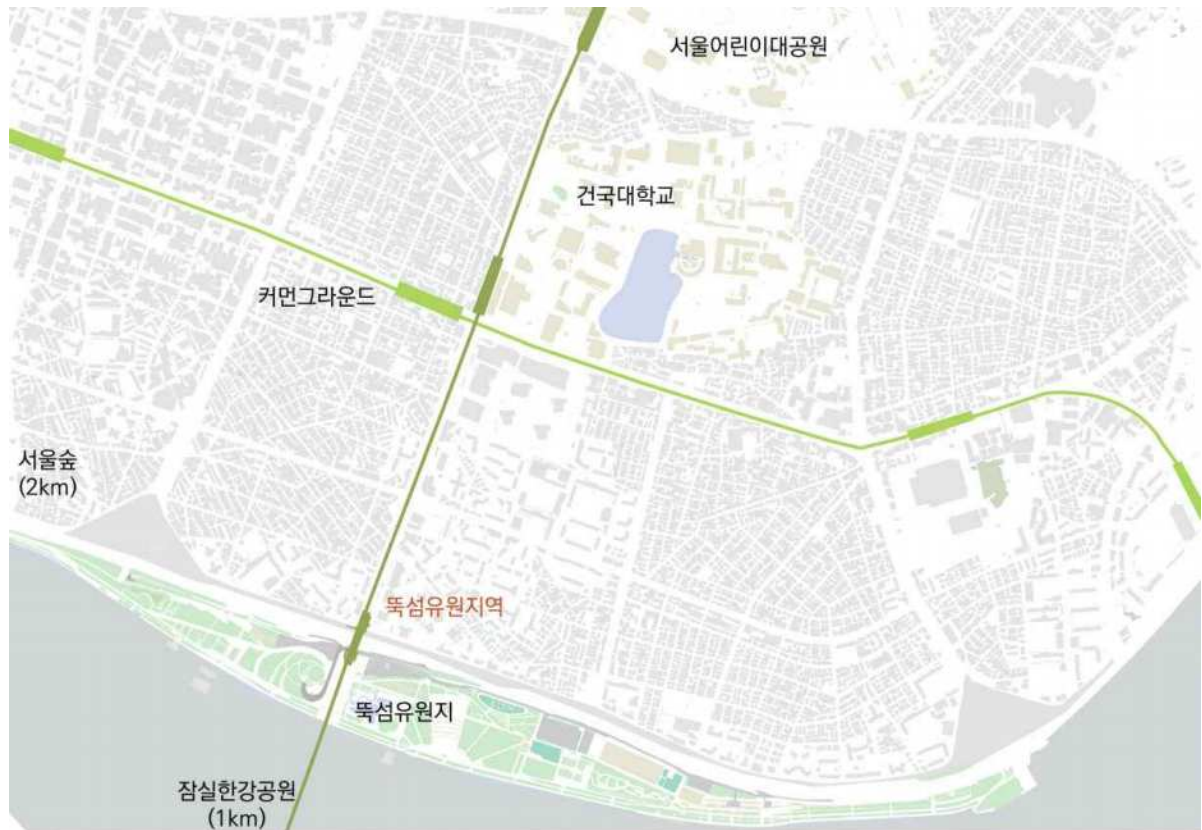 서울어린이대공원
건국대학교
커먼그라운드
서울숲
(2km)
뚝섬유원지역
뚝섬유원지
잠실한강공원
(1km)